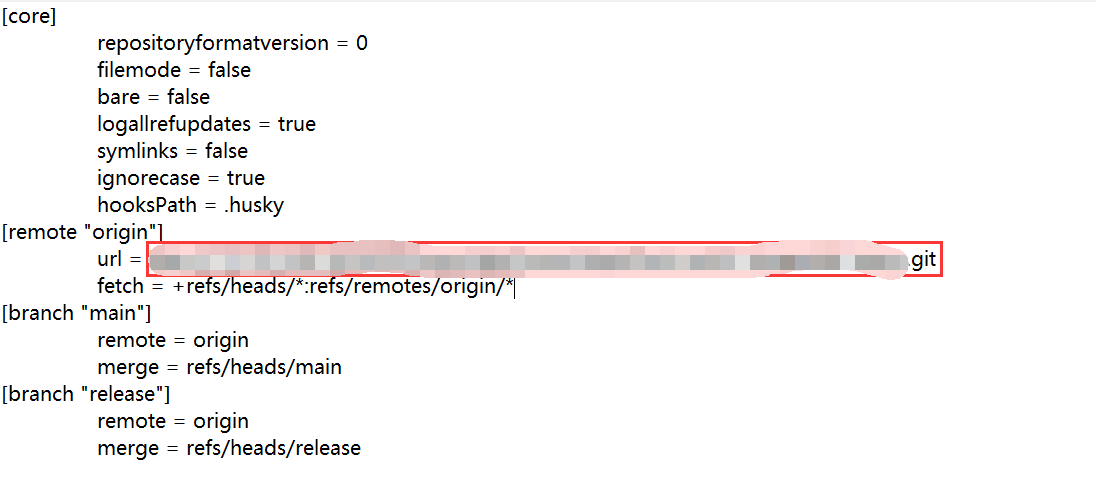 [core]
repositoryformatversion = 0
filemode = false
bare = false
logallrefupdates = true
symlinks = false
ignorecase = true
hooksPath = .husky
[remote "origin"]
url = .git
fetch = +refs/heads/*:refs/remotes/origin/*
[branch "main"]
remote = origin
merge = refs/heads/main
[branch "release"]
remote = origin
merge = refs/heads/release